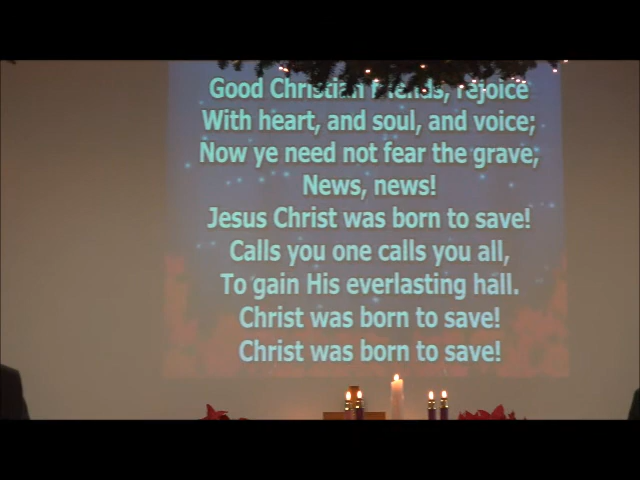 Good Christian friends, rejoice
With heart, and soul, and voice;
Now ye need not fear the grave;
News, news!
Jesus Christ was born to save!
Calls you one calls you all,
To gain His everlasting hall.
Christ was born to save!
Christ was born to save!